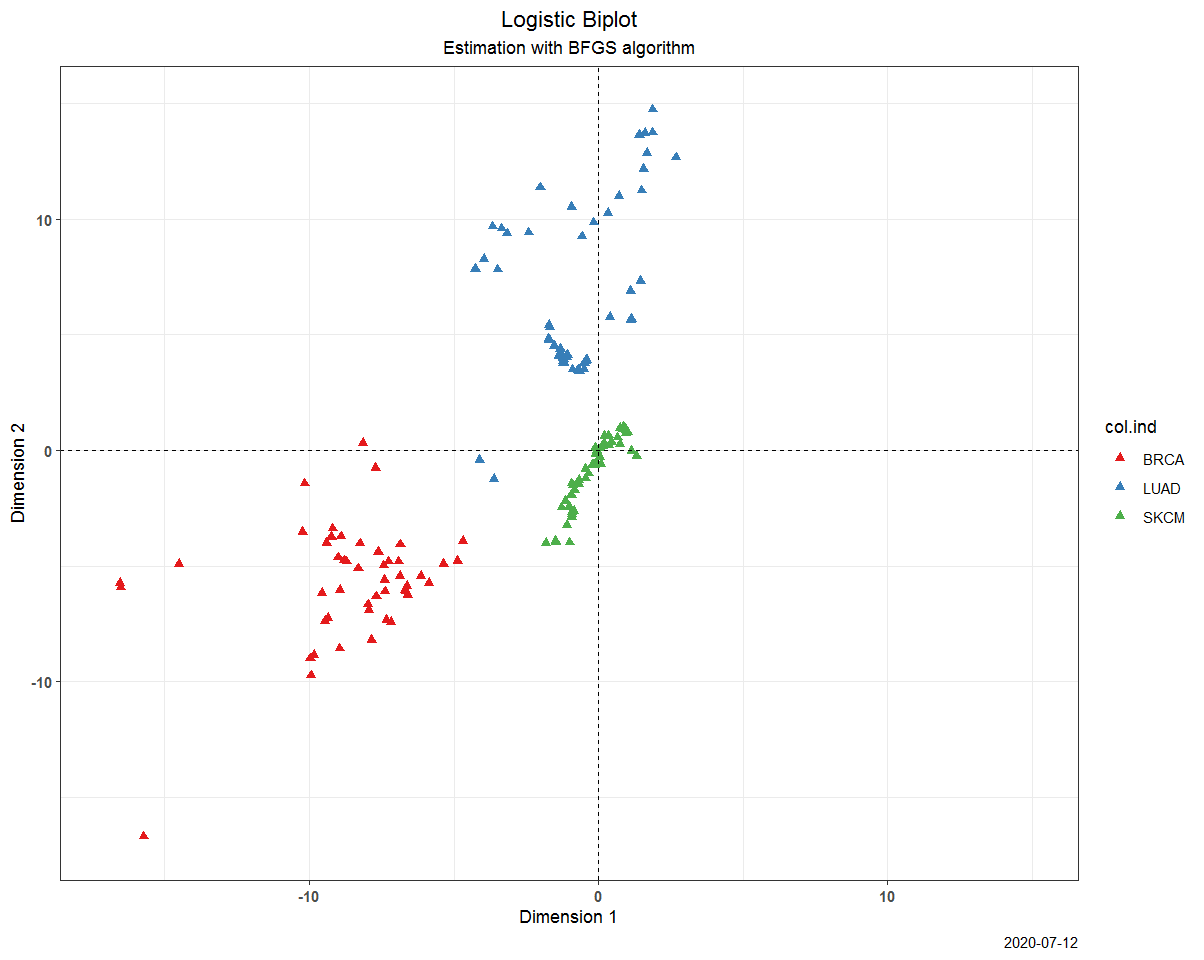 Logistic Biplot
Estimation with BFGS algorithm
Dimension 2
10
0
-10
-10
0
10
Dimension 1
col.ind
BRCA
LUAD
SKCM
2020-07-12